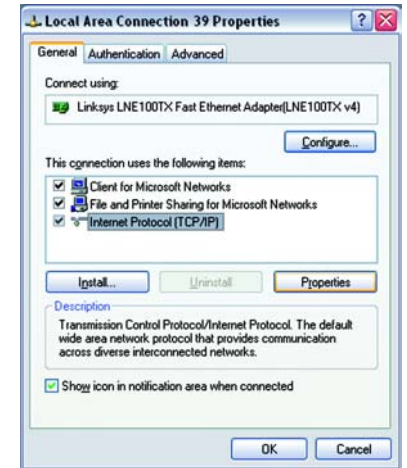 Local Area Connection 39 Properties
General Authentication Advanced
Connect using:
Linksys LNE100TX Fast Ethernet Adapter(LNE100TX v4)
Configure...
This connection uses the following items:
Client for Microsoft Networks
File and Printer Sharing for Microsoft Networks
Internet Protocol (TCP/IP)
Install... Uninstall Properties
Description
Transmission Control Protocol/Internet Protocol. The default
wide area network protocol that provides communication
across diverse interconnected networks.
Show icon in notification area when connected
OK Cancel